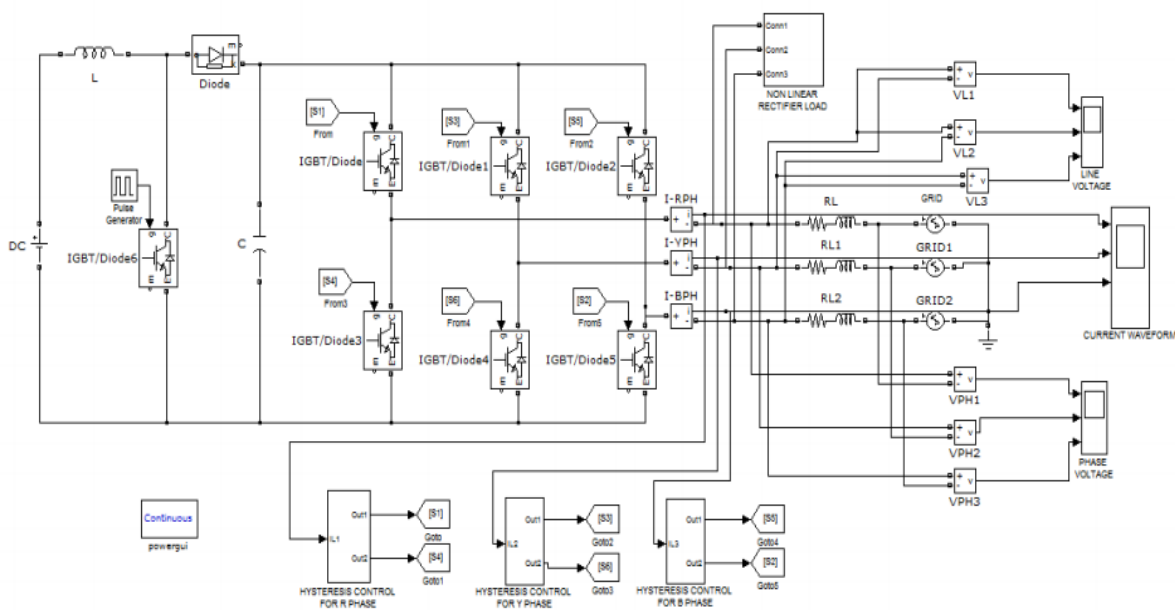 L
m
k
Diode
DC
Pulse
Generator
g
C
m
E
IGBT/Diode6
C
[S1]
From
g
C
m
E
IGBT/Diode
[S3]
From1
g
C
m
E
IGBT/Diode1
[S5]
From2
g
C
m
E
IGBT/Diode2
[S4]
From3
g
C
m
E
IGBT/Diode3
[S6]
From4
g
C
m
E
IGBT/Diode4
[S2]
From5
g
C
m
E
IGBT/Diode5
Conn1
Conn2
Conn3
NON LINEAR
RECTIFIER LOAD
I-RPH
+ i
-
I-YPH
+ i
-
I-BPH
+ i
-
RL
RL1
RL2
GRID
GRID1
GRID2
+ v
-
VL1
+ v
-
VL2
+ v
-
VL3
LINE
VOLTAGE
CURRENT WAVEFORM
+ v
-
VPH1
+ v
-
VPH2
+ v
-
VPH3
PHASE
VOLTAGE
Continuous
powergui
IL1
Out1
Out2
HYSTERESIS CONTROL
FOR R PHASE
[S1]
Goto
[S4]
Goto1
IL2
Out1
Out2
HYSTERESIS CONTROL
FOR Y PHASE
[S3]
Goto2
[S6]
Goto3
IL3
Out1
Out2
HYSTERESIS CONTROL
FOR B PHASE
[S5]
Goto4
[S2]
Goto5